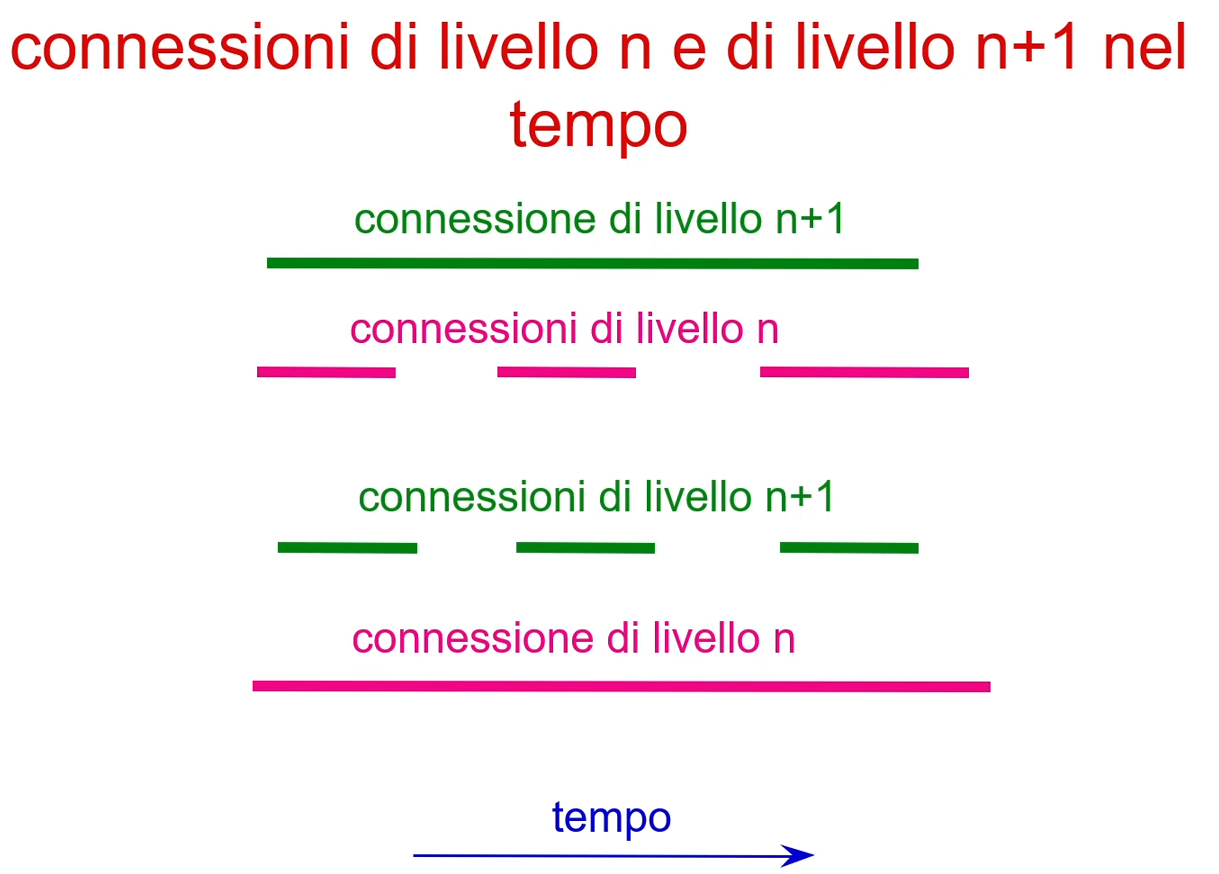 connessioni di livello n e di livello n+1 nel
tempo
connessione di livello n+1
connessioni di livello n
connessioni di livello n+1
connessione di livello n
tempo